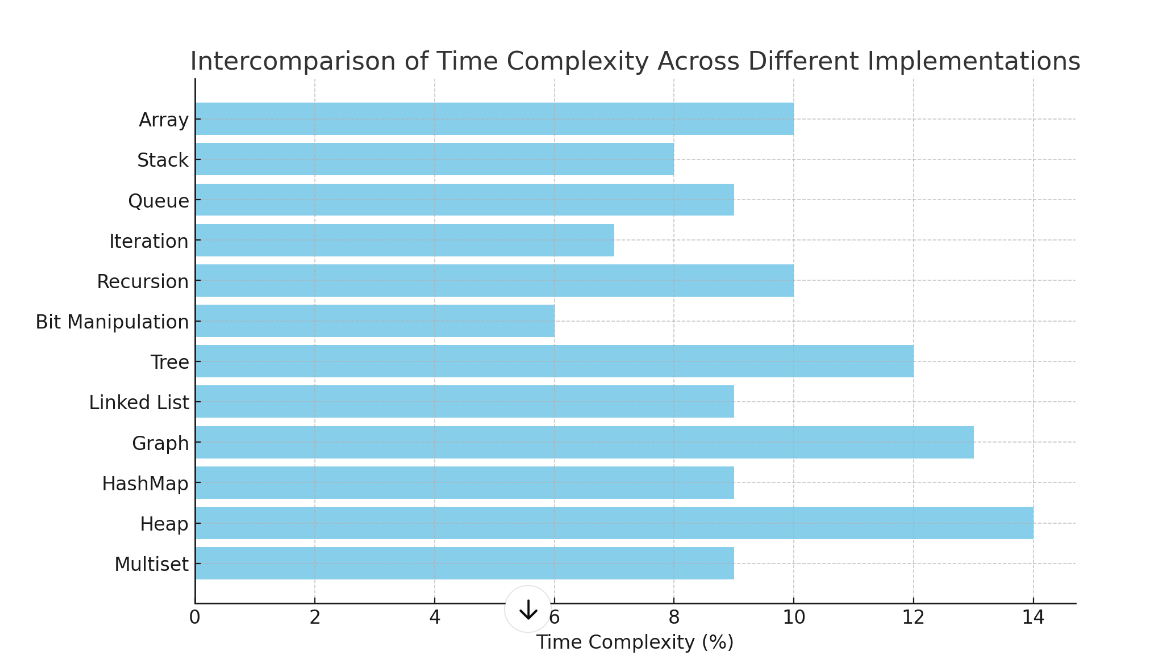 Intercomparison of Time Complexity Across Different Implementations
Array
Stack
Queue
Iteration
Recursion
Bit Manipulation
Tree
Linked List
Graph
HashMap
Heap
Multiset
0 2 4 6 8 10 12 14
Time Complexity (%)